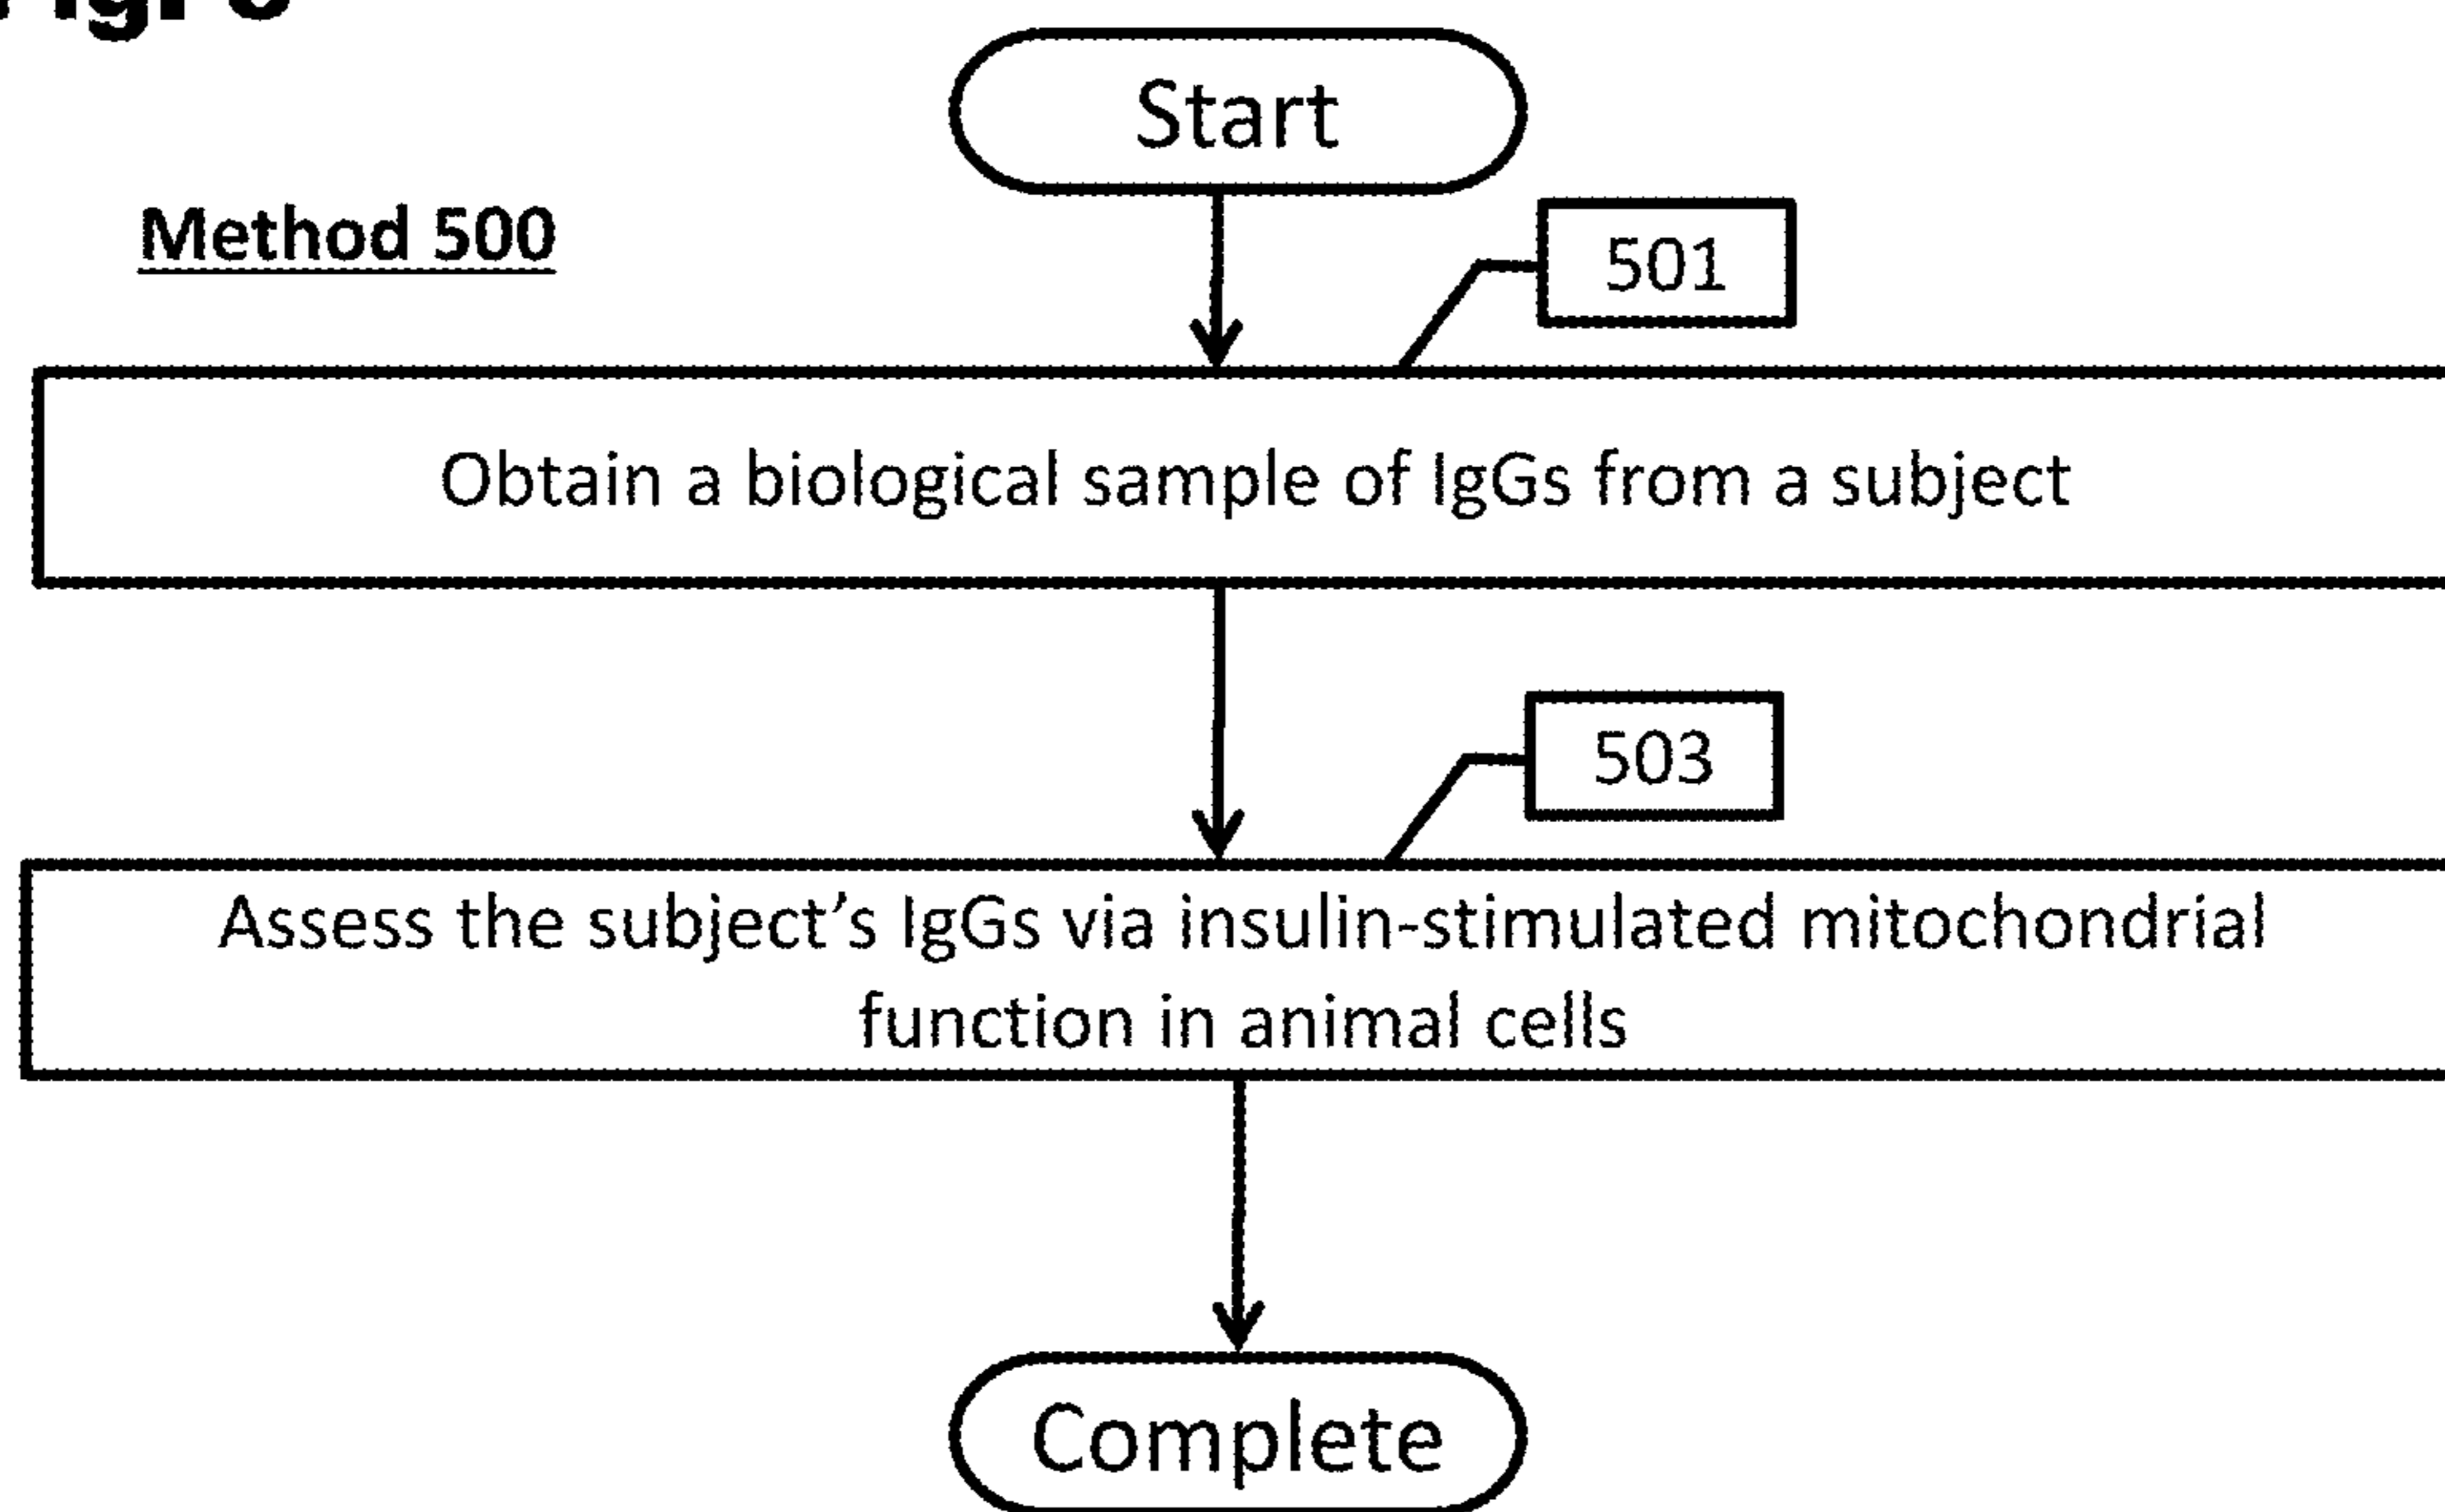 Start
Method 500
501
Obtain a biological sample of IgGs from a subject
503
Assess the subject's IgGs via insulin-stimulated mitochondrial
function in animal cells
Complete